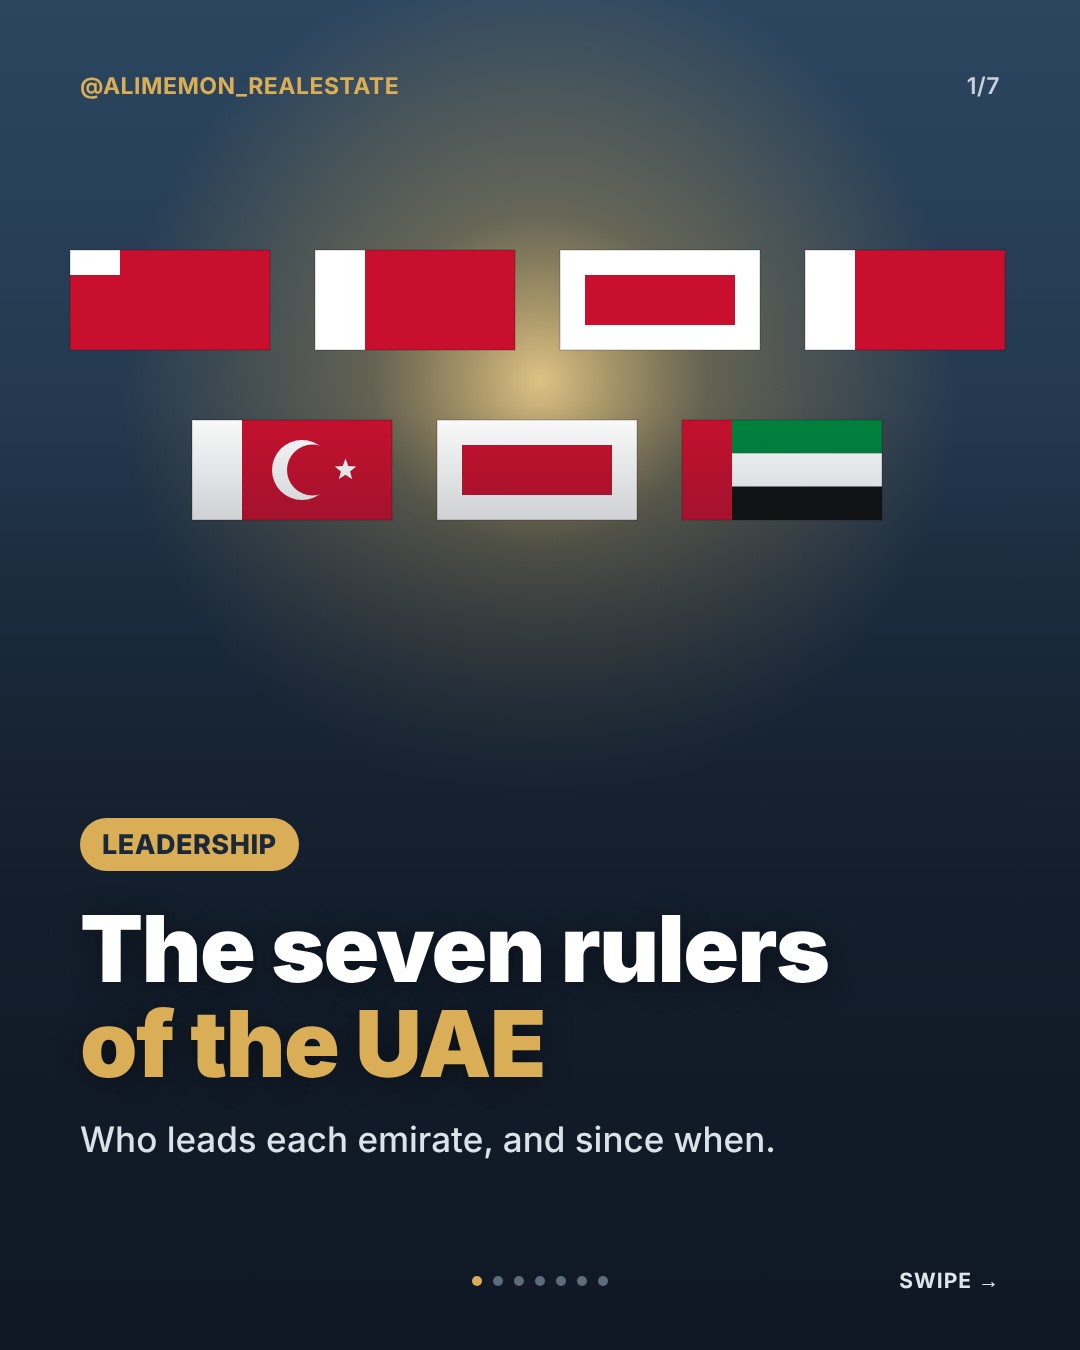 @ALIMEMON_REALESTATE
1/7
LEADERSHIP
The seven rulers
of the UAE
Who leads each emirate, and since when.
SWIPE →